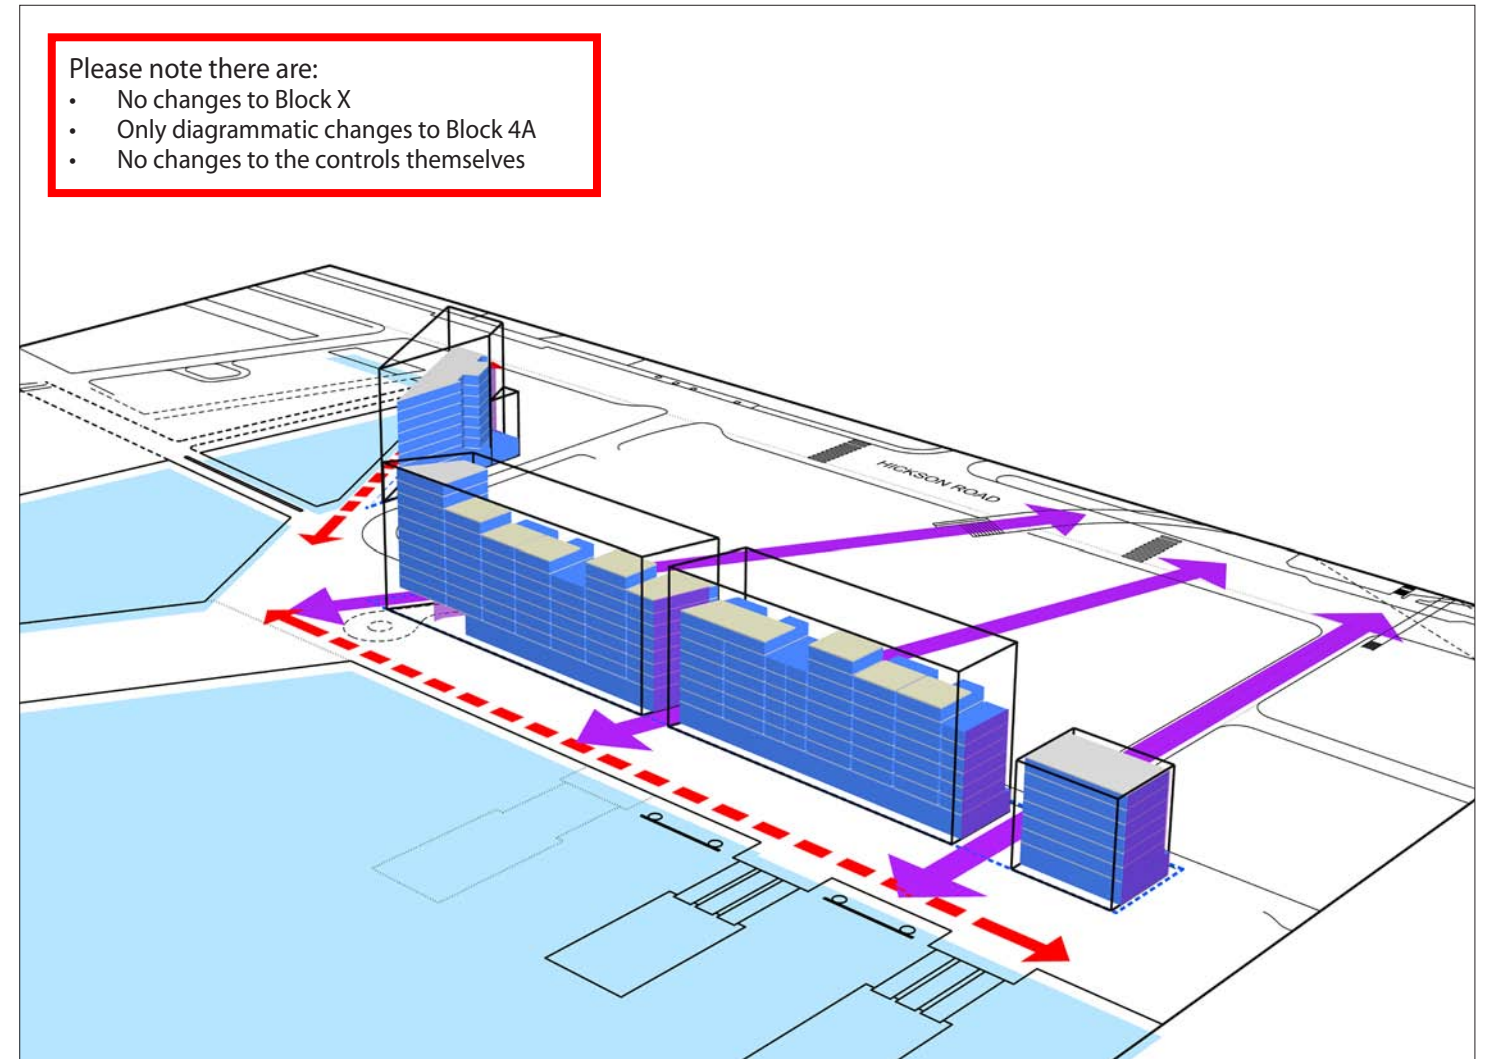 Please note there are:
• No changes to Block X
• Only diagrammatic changes to Block 4A
• No changes to the controls themselves
HICKSON ROAD